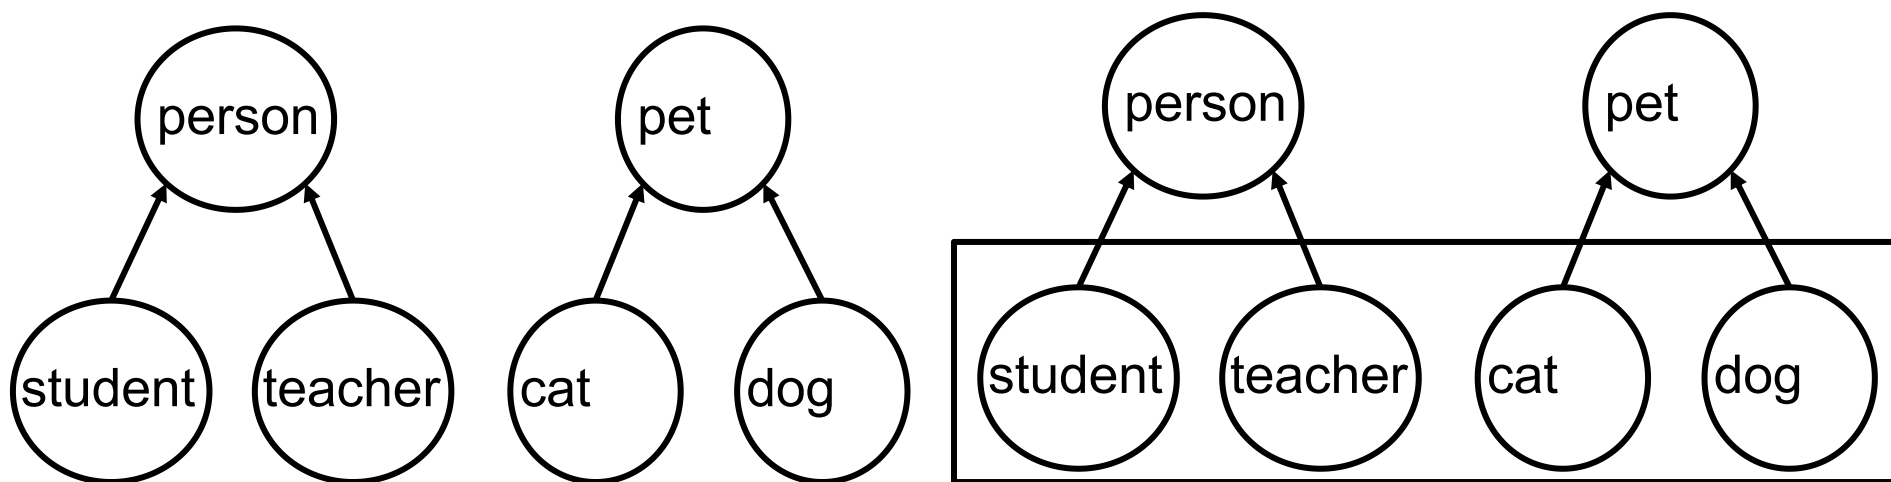 person
pet
person
pet
student
teacher
cat
dog
student
teacher
cat
dog